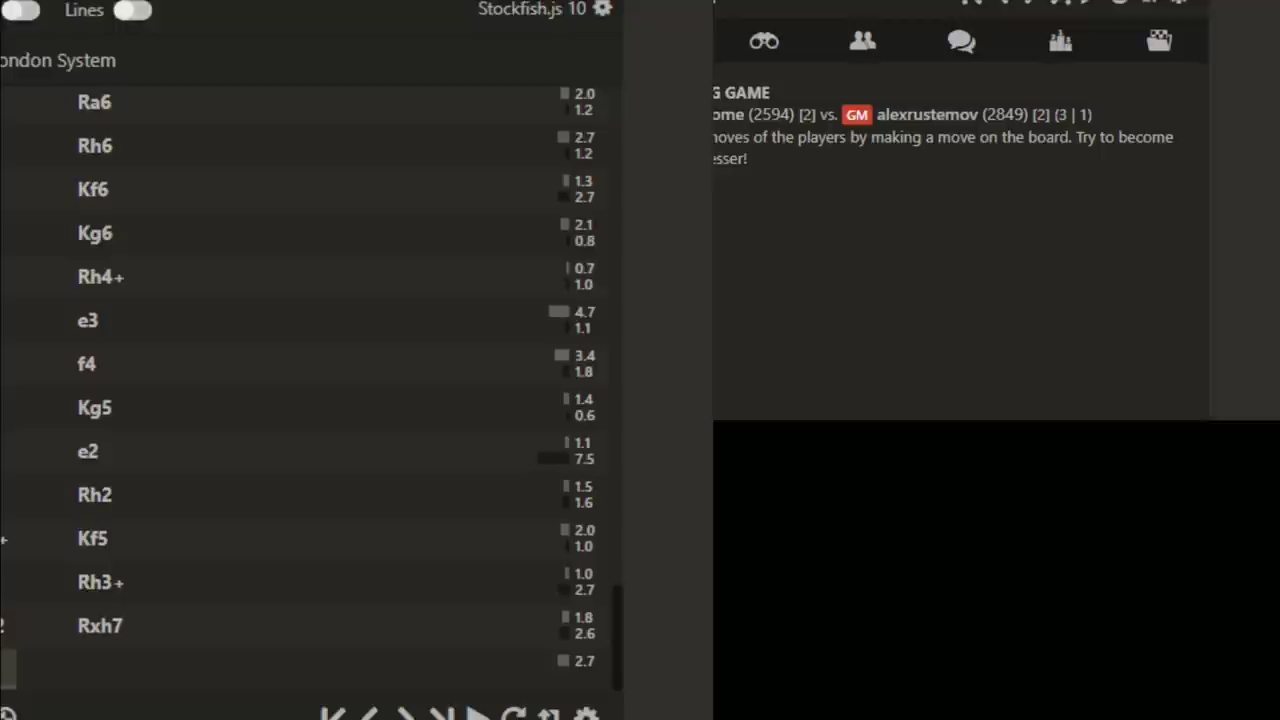 Lines
Stockfish.js 10
ondon System
Ra6 2.0
1.2
Rh6 2.7
1.2
Kf6 1.3
2.7
Kg6 2.1
0.8
Rh4+ 0.7
1.0
e3 4.7
1.1
f4 3.4
1.8
Kg5 1.4
0.6
e2 1.1
7.5
Rh2 1.5
1.6
+ Kf5 2.0
1.0
Rh3+ 1.0
2.7
2 Rxh7 1.8
2.6
2.7
G GAME
ome (2594) [2] vs. GM alexrustemov (2849) [2] (3 | 1)
noves of the players by making a move on the board. Try to become
esser!